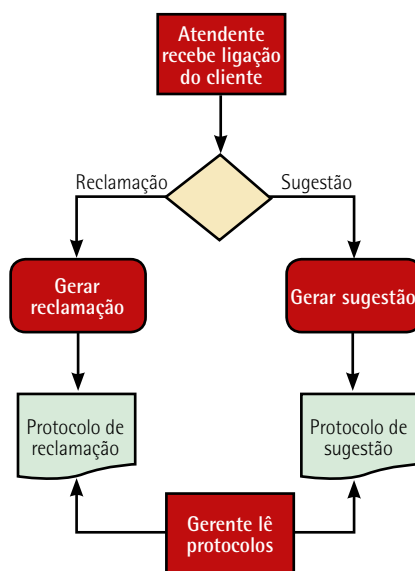 Atendente
recebe ligação
do cliente
Reclamação
Sugestão
Gerar
reclamação
Gerar sugestão
Protocolo de
reclamação
Protocolo de
sugestão
Gerente lê
protocolos